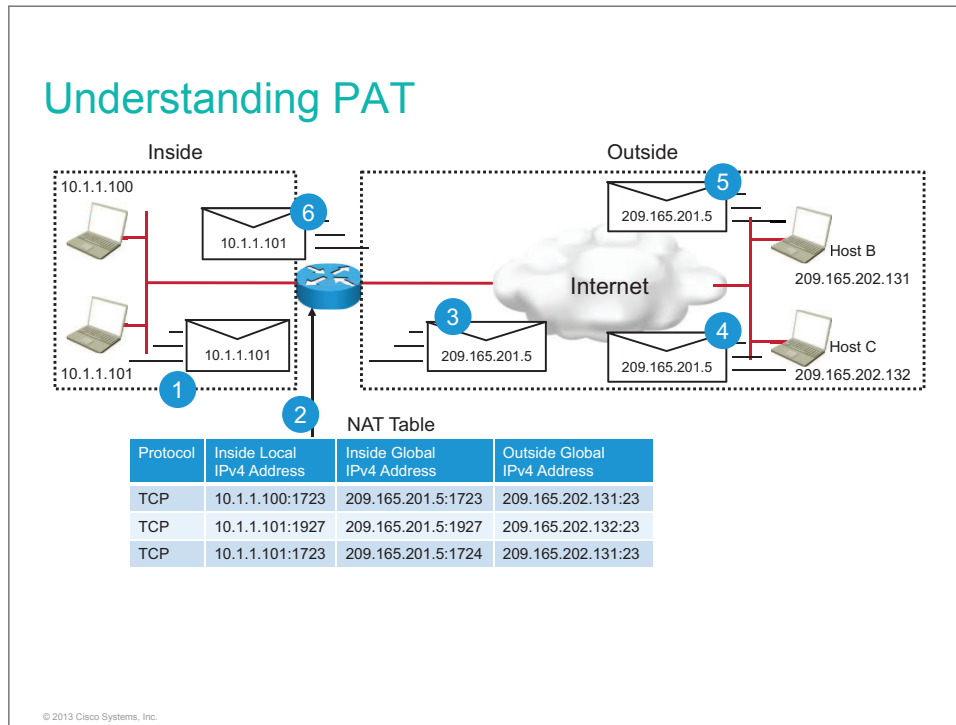 Understanding PAT
Inside
Outside
10.1.1.100
6
10.1.1.101
5
209.165.201.5
Host B
209.165.202.131
Internet
10.1.1.101
1
10.1.1.101
3
209.165.201.5
4
209.165.201.5
Host C
209.165.202.132
2
NAT Table
Protocol Inside Local IPv4 Address Inside Global IPv4 Address Outside Global IPv4 Address
TCP 10.1.1.100:1723 209.165.201.5:1723 209.165.202.131:23
TCP 10.1.1.101:1927 209.165.201.5:1927 209.165.202.132:23
TCP 10.1.1.101:1723 209.165.201.5:1724 209.165.202.131:23
© 2013 Cisco Systems, Inc.